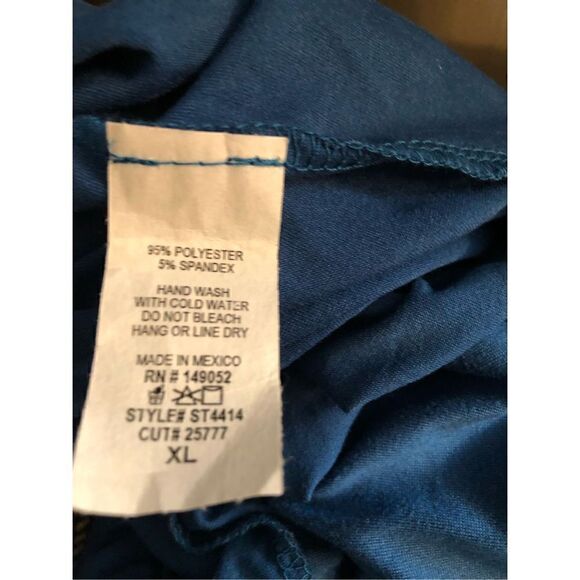 95% POLYESTER
5% SPANDEX
HAND WASH
WITH COLD WATER
DO NOT BLEACH
HANG OR LINE DRY
MADE IN MEXICO
RN # 149052
STYLE# ST4414
CUT# 25777
XL